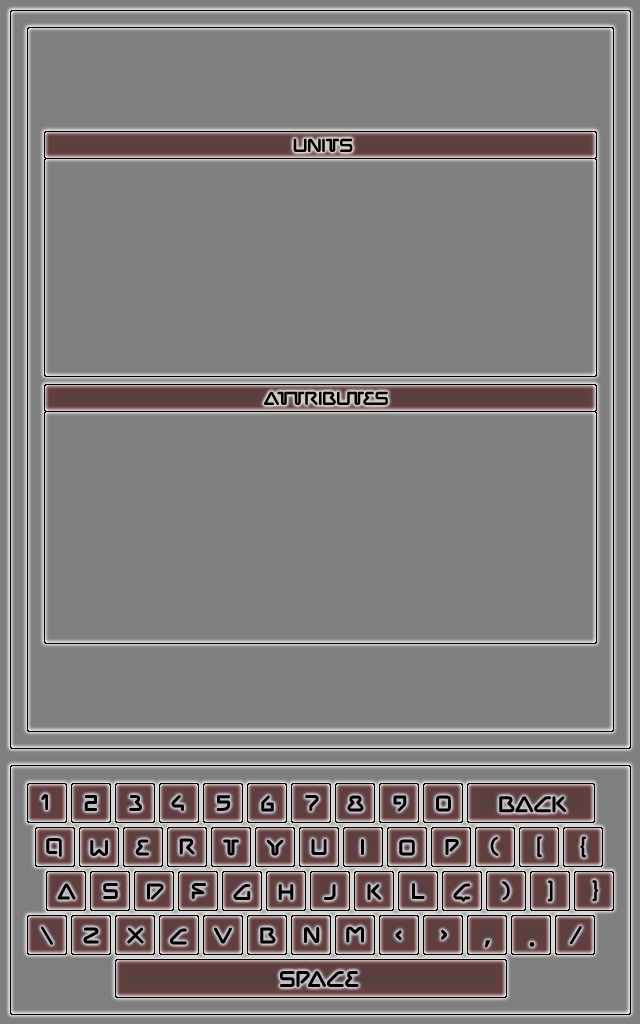 UNITS
ATTRIBUTES
1 2 3 4 5 6 7 8 9 0 BACK
Q W E R T Y U I O P ( [ {
A S D F G H J K L Ç ) ] }
\ Z X C V B N M < > , . /
SPACE